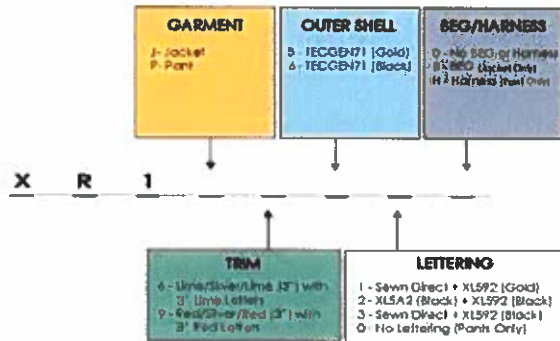 GARMENT
J- Jacket
P- Pant
OUTER SHELL
5 - TECGEN71 (Gold)
6 - TECGEN71 (Black)
BEG/HARNESS
0 - No BEG or Harness
B - BEG (Jacket Only)
H - Harness (Pant Only)
X R 1
TRIM
6 - Lime/Silver/Lime (3") with
3" Lime Letters
9 - Red/Silver/Red (3") with
3" Red Letters
LETTERING
1 - Sewn Direct + XL592 (Gold)
2 - XL5A2 (Black) + XL592 (Black)
3 - Sewn Direct + XL592 (Black)
0 - No Lettering (Pants Only)